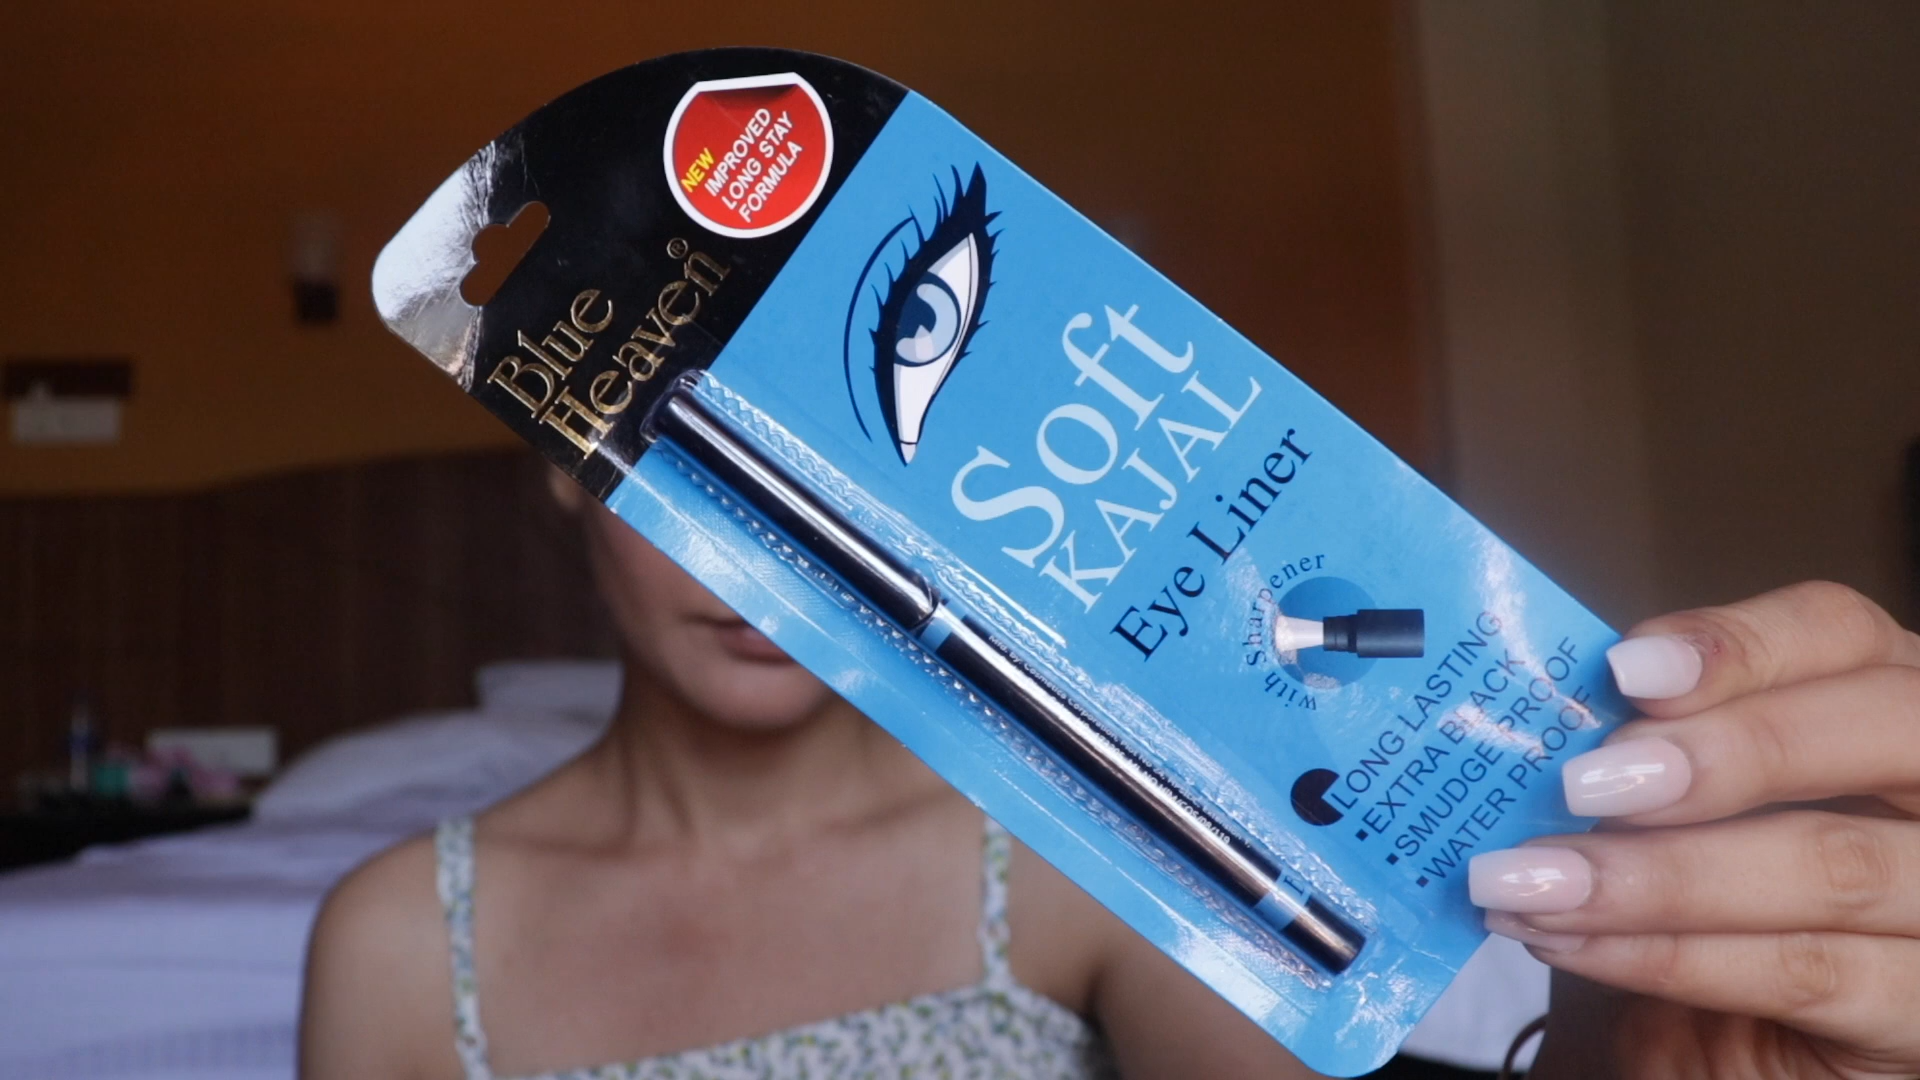 NEW
IMPROVED
LONG STAY
FORMULA
Blue
Heaven®
Soft
KAJAL
Eye Liner
with Sharpener
LONG LASTING
▪EXTRA BLACK
▪SMUDGE PROOF
▪WATER PROOF